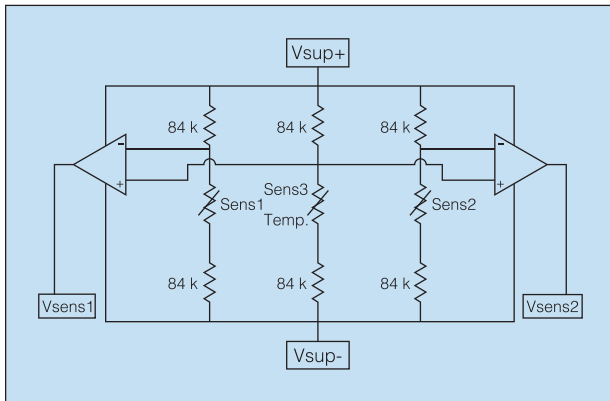 Vsup+
84 k
84 k
84 k
-
-
+
+
Sens1
Sens3
Temp.
Sens2
84 k
84 k
84 k
Vsens1
Vsens2
Vsup-